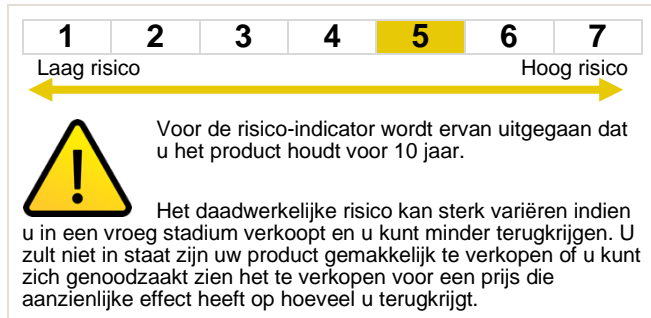 1 2 3 4 5 6 7
Laag risico Hoog risico
Voor de risico-indicator wordt ervan uitgegaan dat
u het product houdt voor 10 jaar.
Het daadwerkelijke risico kan sterk variëren indien
u in een vroeg stadium verkoopt en u kunt minder terugkrijgen. U
zult niet in staat zijn uw product gemakkelijk te verkopen of u kunt
zich genoodzaakt zien het te verkopen voor een prijs die
aanzienlijke effect heeft op hoeveel u terugkrijgt.